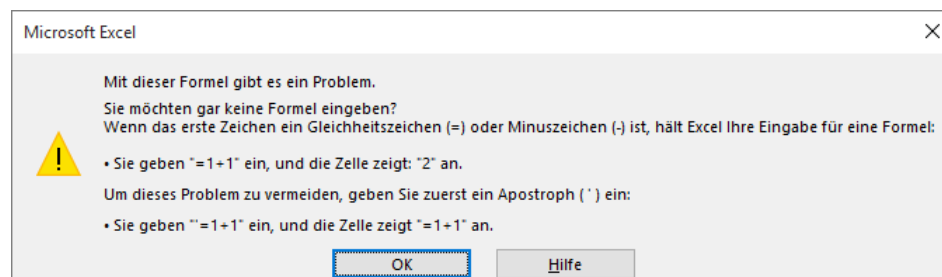 Microsoft Excel
Mit dieser Formel gibt es ein Problem.
Sie möchten gar keine Formel eingeben?
Wenn das erste Zeichen ein Gleichheitszeichen (=) oder Minuszeichen (-) ist, hält Excel Ihre Eingabe für eine Formel:
• Sie geben "=1+1" ein, und die Zelle zeigt: "2" an.
Um dieses Problem zu vermeiden, geben Sie zuerst ein Apostroph ( ' ) ein:
• Sie geben "'=1+1" ein, und die Zelle zeigt "=1+1" an.
OK
Hilfe